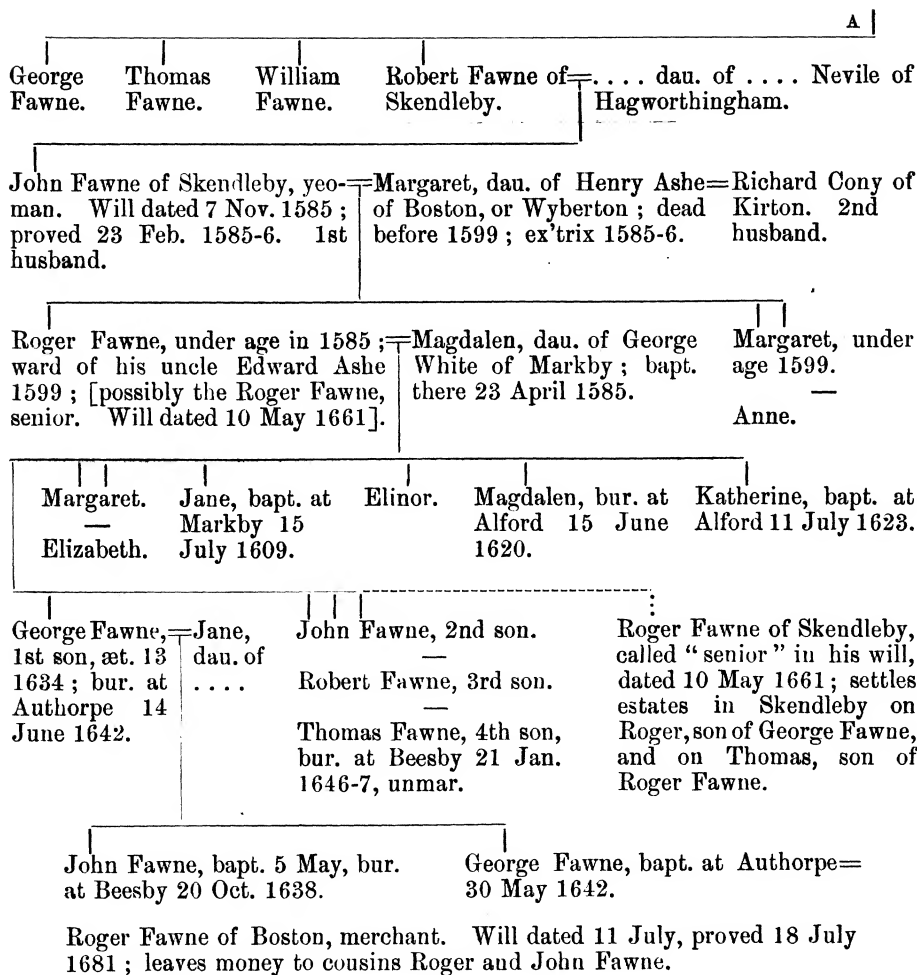 A
George Fawne.
Thomas Fawne.
William Fawne.
Robert Fawne of Skendleby.
=.... dau. of .... Nevile of Hagworthingham.
John Fawne of Skendleby, yeo-
man. Will dated 7 Nov. 1585 ;
proved 23 Feb. 1585-6. 1st
husband.
=Margaret, dau. of Henry Ashe
of Boston, or Wyberton ; dead
before 1599 ; ex'trix 1585-6.
=Richard Cony of
Kirton. 2nd
husband.
Roger Fawne, under age in 1585 ;
ward of his uncle Edward Ashe
1599 ; [possibly the Roger Fawne,
senior. Will dated 10 May 1661].
=Magdalen, dau. of George
White of Markby ; bapt.
there 23 April 1585.
Margaret, under
age 1599.
—
Anne.
Margaret.
—
Elizabeth.
Jane, bapt. at
Markby 15
July 1609.
Elinor.
Magdalen, bur. at
Alford 15 June
1620.
Katherine, bapt. at
Alford 11 July 1623.
George Fawne,
1st son, æt. 13
1634 ; bur. at
Authorpe 14
June 1642.
=Jane,
dau. of
....
John Fawne, 2nd son.
—
Robert Fawne, 3rd son.
—
Thomas Fawne, 4th son,
bur. at Beesby 21 Jan.
1646-7, unmar.
Roger Fawne of Skendleby,
called “ senior ” in his will,
dated 10 May 1661 ; settles
estates in Skendleby on
Roger, son of George Fawne,
and on Thomas, son of
Roger Fawne.
John Fawne, bapt. 5 May, bur.
at Beesby 20 Oct. 1638.
George Fawne, bapt. at Authorpe=
30 May 1642.
Roger Fawne of Boston, merchant. Will dated 11 July, proved 18 July
1681 ; leaves money to cousins Roger and John Fawne.